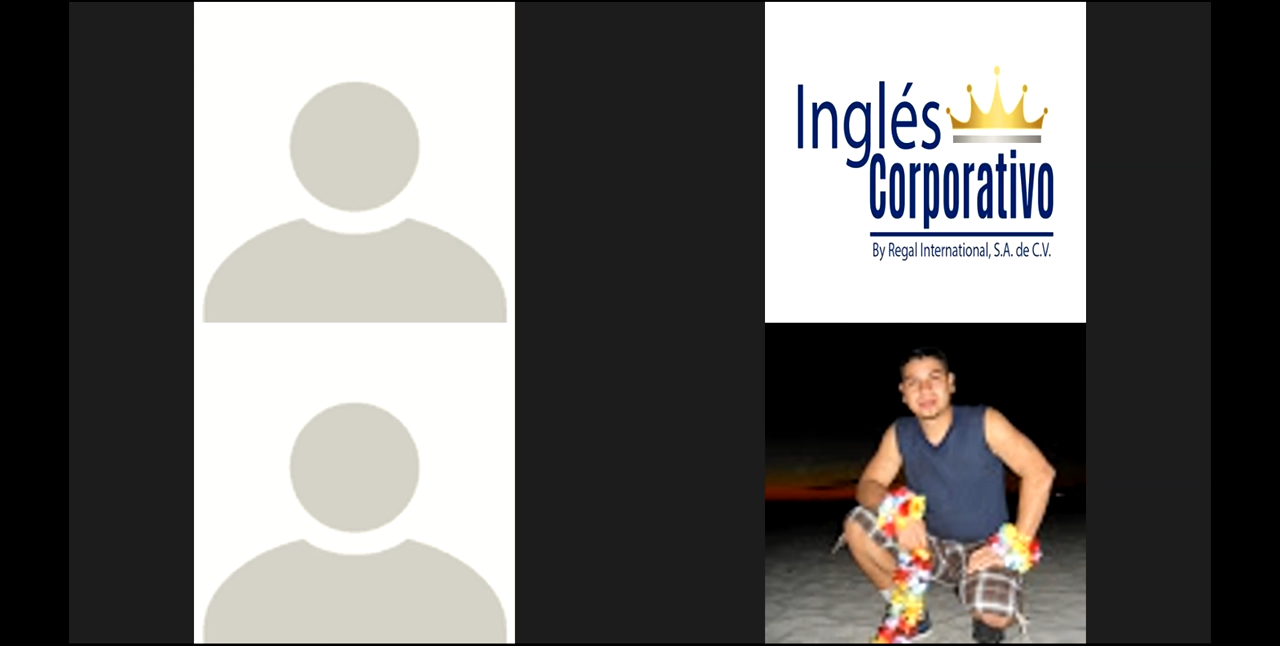 Inglés
Corporativo
By Regal International, S.A. de C.V.